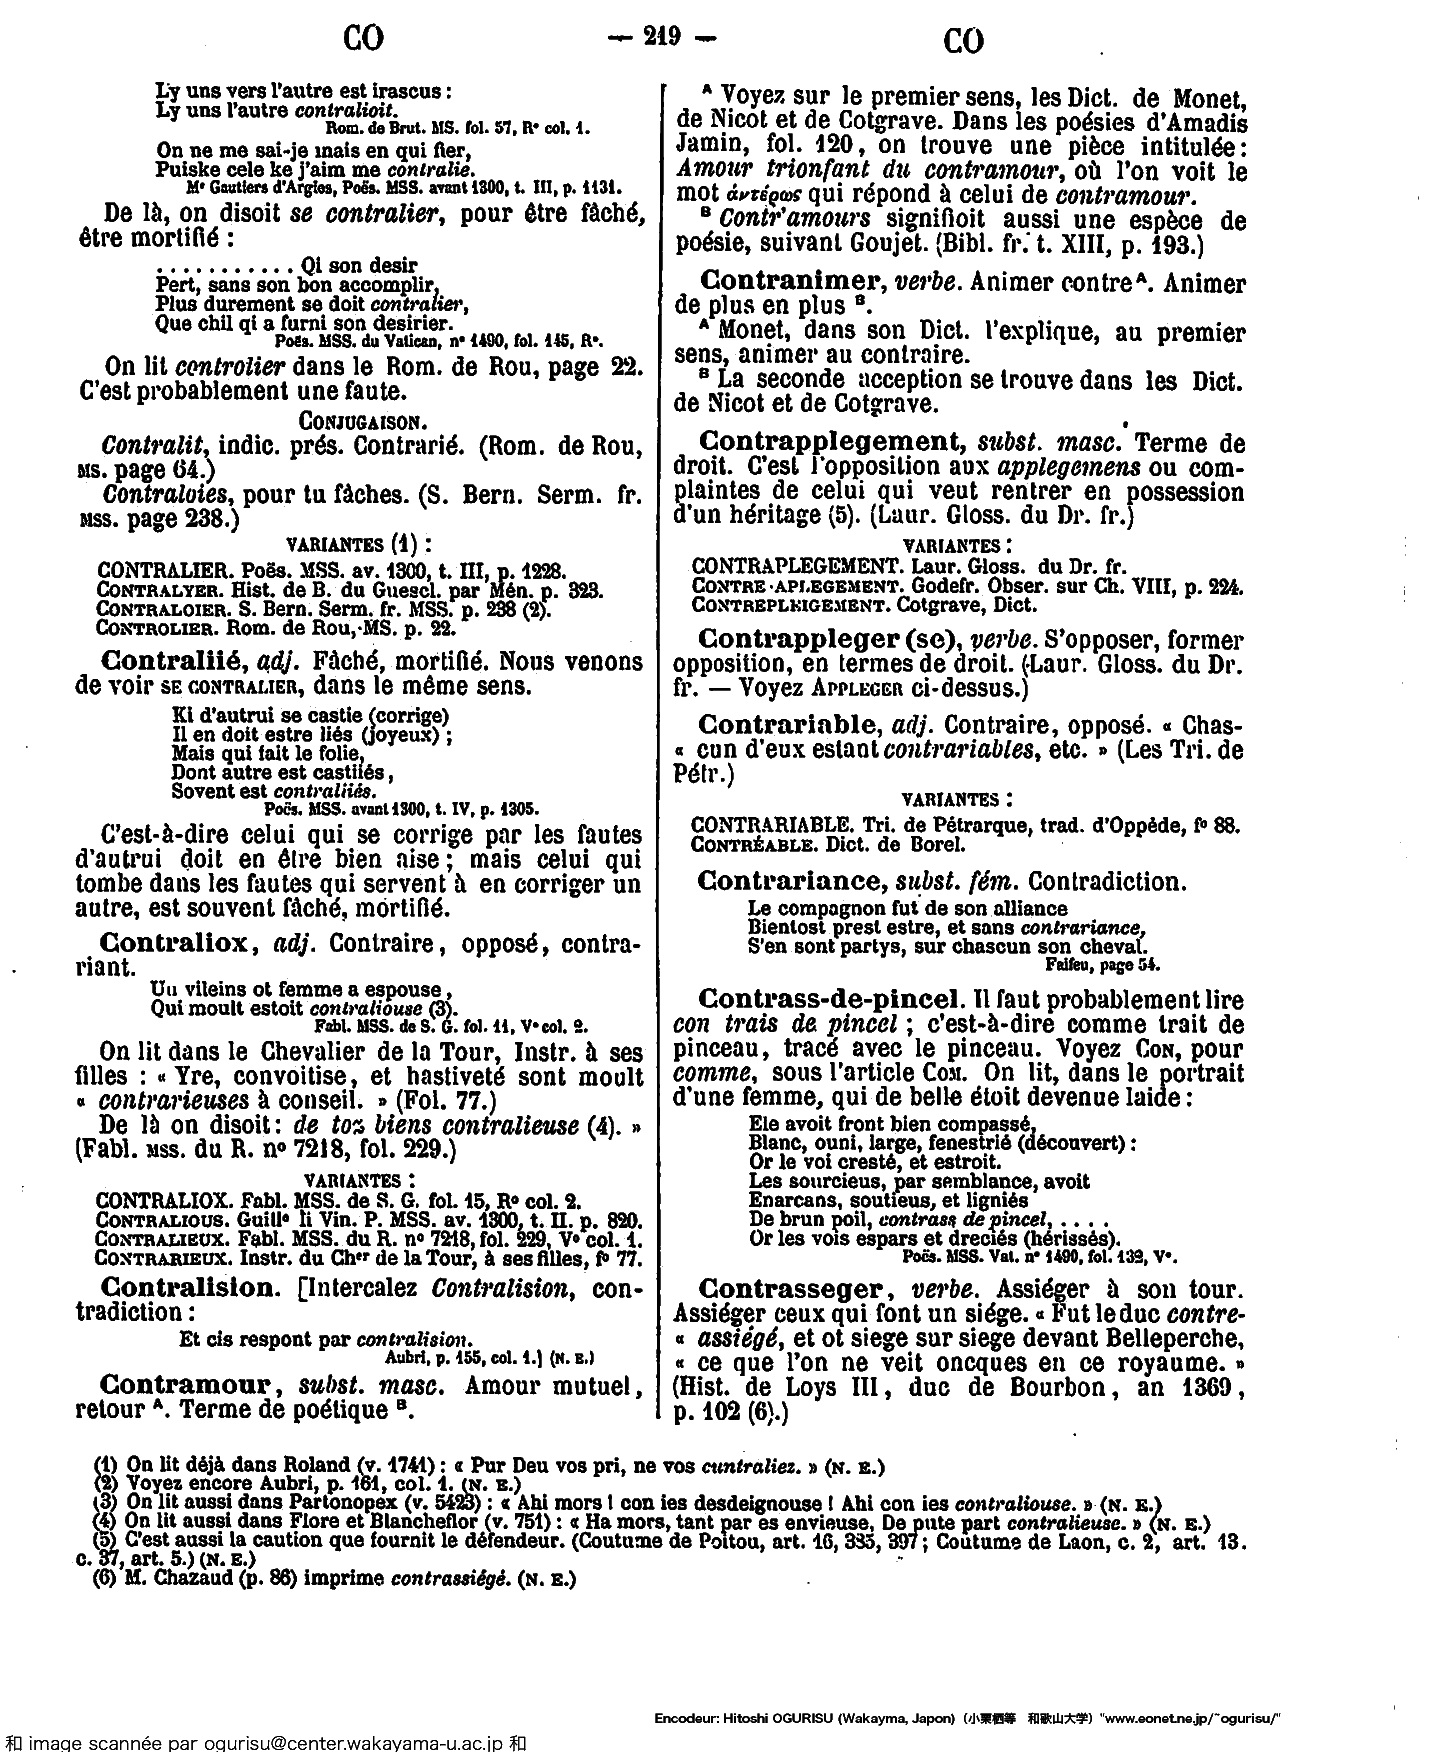 CO
— 219 —
CO
Ly uns vers l'autre est irascus :
Ly uns l'autre contralioit.
Rom. de Brut. MS. fol. 57, R° col. 1.
On ne me sai-je mais en qui fier,
Puiske cele ke j'aim me contralie.
Me Gautiers d'Argies, Poës. MSS. avant 1300, t. III, p. 1131.
De là, on disoit se contralier, pour être fâché,
être mortifié :
. . . . . . . . . . . Qi son desir
Pert, sans son bon accomplir,
Plus durement se doit contralier,
Que chil qi a furni son desirier.
Poës. MSS. du Vatican, n° 1490, fol. 145, R°.
On lit controlier dans le Rom. de Rou, page 22.
C'est probablement une faute.
CONJUGAISON.
Contralit, indic. prés. Contrarié. (Rom. de Rou,
MS. page 64.)
Contraloies, pour tu fâches. (S. Bern. Serm. fr.
MSS. page 238.)
VARIANTES (1) :
CONTRALIER. Poës. MSS. av. 1300, t. III, p. 1228.
CONTRALYER. Hist. de B. du Guescl. par Mén. p. 323.
CONTRALOIER. S. Bern. Serm. fr. MSS. p. 238 (2).
CONTROLIER. Rom. de Rou, MS. p. 22.
Contraliié, adj. Fâché, mortifié. Nous venons
de voir SE CONTRALIER, dans le même sens.
Ki d'autrui se castie (corrige)
Il en doit estre liés (joyeux) ;
Mais qui fait le folie,
Dont autre est castiiés,
Sovent est contraliiés.
Poës. MSS. avant 1300, t. IV, p. 1305.
C'est-à-dire celui qui se corrige par les fautes
d'autrui doit en être bien aise ; mais celui qui
tombe dans les fautes qui servent à en corriger un
autre, est souvent fâché, mortifié.
Contraliox, adj. Contraire, opposé, contra-
riant.
Uu vileins ot femme a espouse,
Qui moult estoit contraliouse (3).
Fabl. MSS. de S. G. fol. 11, V° col. 2.
On lit dans le Chevalier de la Tour, Instr. à ses
filles : « Yre, convoitise, et hastiveté sont moult
« contrarieuses à conseil. » (Fol. 77.)
De là on disoit : de toz biens contralieuse (4). »
(Fabl. MSS. du R. n° 7218, fol. 229.)
VARIANTES :
CONTRALIOX. Fabl. MSS. de S. G. fol. 15, R° col. 2.
CONTRALIOUS. Guille li Vin. P. MSS. av. 1300, t. II. p. 820.
CONTRALIEUX. Fabl. MSS. du R. n° 7218, fol. 229, V° col. 1.
CONTRARIEUX. Instr. du Cher de la Tour, à ses filles, f° 77.
Contralision. [Intercalez Contralision, con-
tradiction :
Et cis respont par contralision.
Aubri, p. 155, col. 1.] (N. E.)
Contramour, subst. masc. Amour mutuel,
retour A. Terme de poétique B.
A Voyez sur le premier sens, les Dict. de Monet,
de Nicot et de Cotgrave. Dans les poésies d'Amadis
Jamin, fol. 120, on trouve une pièce intitulée :
Amour trionfant du contramour, où l'on voit le
mot άντέρως qui répond à celui de contramour.
B Contr'amours signifioit aussi une espèce de
poésie, suivant Goujet. (Bibl. fr. t. XIII, p. 193.)
Contranimer, verbe. Animer contre A. Animer
de plus en plus B.
A Monet, dans son Dict. l'explique, au premier
sens, animer au contraire.
B La seconde acception se trouve dans les Dict.
de Nicot et de Cotgrave.
Contrapplegement, subst. masc. Terme de
droit. C'est l'opposition aux applegemens ou com-
plaintes de celui qui veut rentrer en possession
d'un héritage (5). (Laur. Gloss. du Dr. fr.)
VARIANTES :
CONTRAPLEGEMENT. Laur. Gloss. du Dr. fr.
CONTRE-APLEGEMENT. Godefr. Obser. sur Ch. VIII, p. 224.
CONTREPLEIGEMENT. Cotgrave, Dict.
Contrappleger (se), verbe. S'opposer, former
opposition, en termes de droit. (Laur. Gloss. du Dr.
fr. — Voyez APPLEGER ci-dessus.)
Contrariable, adj. Contraire, opposé. « Chas-
« cun d'eux estant contrariables, etc. » (Les Tri. de
Pétr.)
VARIANTES :
CONTRARIABLE. Tri. de Pétrarque, trad. d'Oppède, f° 88.
CONTRÉABLE. Dict. de Borel.
Contrariance, subst. fém. Contradiction.
Le compagnon fut de son alliance
Bientost prest estre, et sans contrariance,
S'en sont partys, sur chascun son cheval.
Faifeu, page 54.
Contrass-de-pincel. Il faut probablement lire
con trais de pincel ; c'est-à-dire comme trait de
pinceau, tracé avec le pinceau. Voyez CON, pour
comme, sous l'article COM. On lit, dans le portrait
d'une femme, qui de belle étoit devenue laide :
Ele avoit front bien compassé,
Blanc, ouni, large, fenestrié (découvert) :
Or le voi cresté, et estroit.
Les sourcieus, par semblance, avoit
Enarcans, soutieus, et ligniés
De brun poil, contrass de pincel, . . . .
Or les vois espars et dreciés (hérissés).
Poës. MSS. Vat. n° 1490, fol. 132, V°.
Contrasseger, verbe. Assiéger à son tour.
Assiéger ceux qui font un siége. « Fut le duc contre-
« assiégé, et ot siege sur siege devant Belleperche,
« ce que l'on ne veit oncques en ce royaume. »
(Hist. de Loys III, duc de Bourbon, an 1369,
p. 102 (6).)
(1) On lit déjà dans Roland (v. 1741) : « Pur Deu vos pri, ne vos cuntraliez. » (N. E.)
(2) Voyez encore Aubri, p. 161, col. 1. (N. E.)
(3) On lit aussi dans Partonopex (v. 5423) : « Ahi mors ! con ies desdeignouse ! Ahi con ies contraliouse. » (N. E.)
(4) On lit aussi dans Flore et Blancheflor (v. 751) : « Ha mors, tant par es envieuse, De pute part contralieuse. » (N. E.)
(5) C'est aussi la caution que fournit le défendeur. (Coutume de Poitou, art. 16, 385, 397 ; Coutume de Laon, c. 2, art. 13.
c. 37, art. 5.) (N. E.)
(6) M. Chazaud (p. 86) imprime contrassiégé. (N. E.)
Encodeur: Hitoshi OGURISU (Wakayma, Japon) (小栗栖等 和歌山大学) "www.eonet.ne.jp/~ogurisu/"
和 image scannée par ogurisu@center.wakayama-u.ac.jp 和